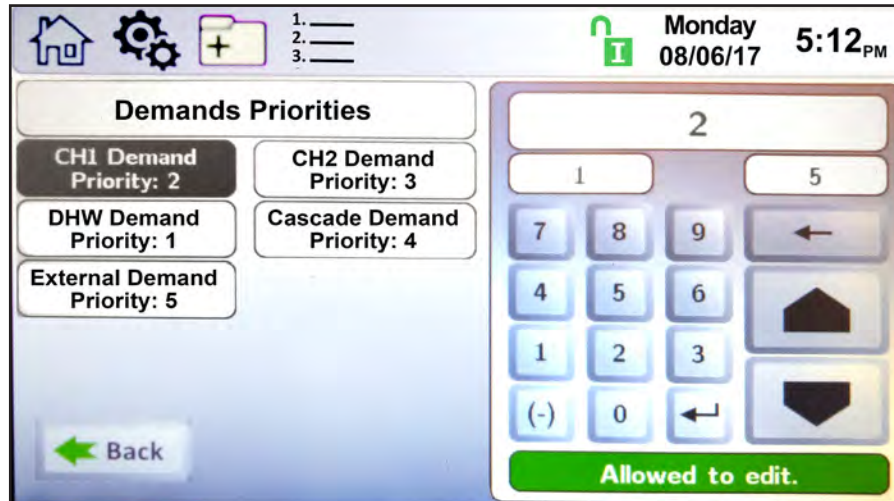 1.
2.
3.
I
Monday
08/06/17
5:12PM
Demands Priorities
CH1 Demand
Priority: 2
CH2 Demand
Priority: 3
DHW Demand
Priority: 1
Cascade Demand
Priority: 4
External Demand
Priority: 5
Back
2
1 5
7 8 9
4 5 6
1 2 3
(-) 0
Allowed to edit.